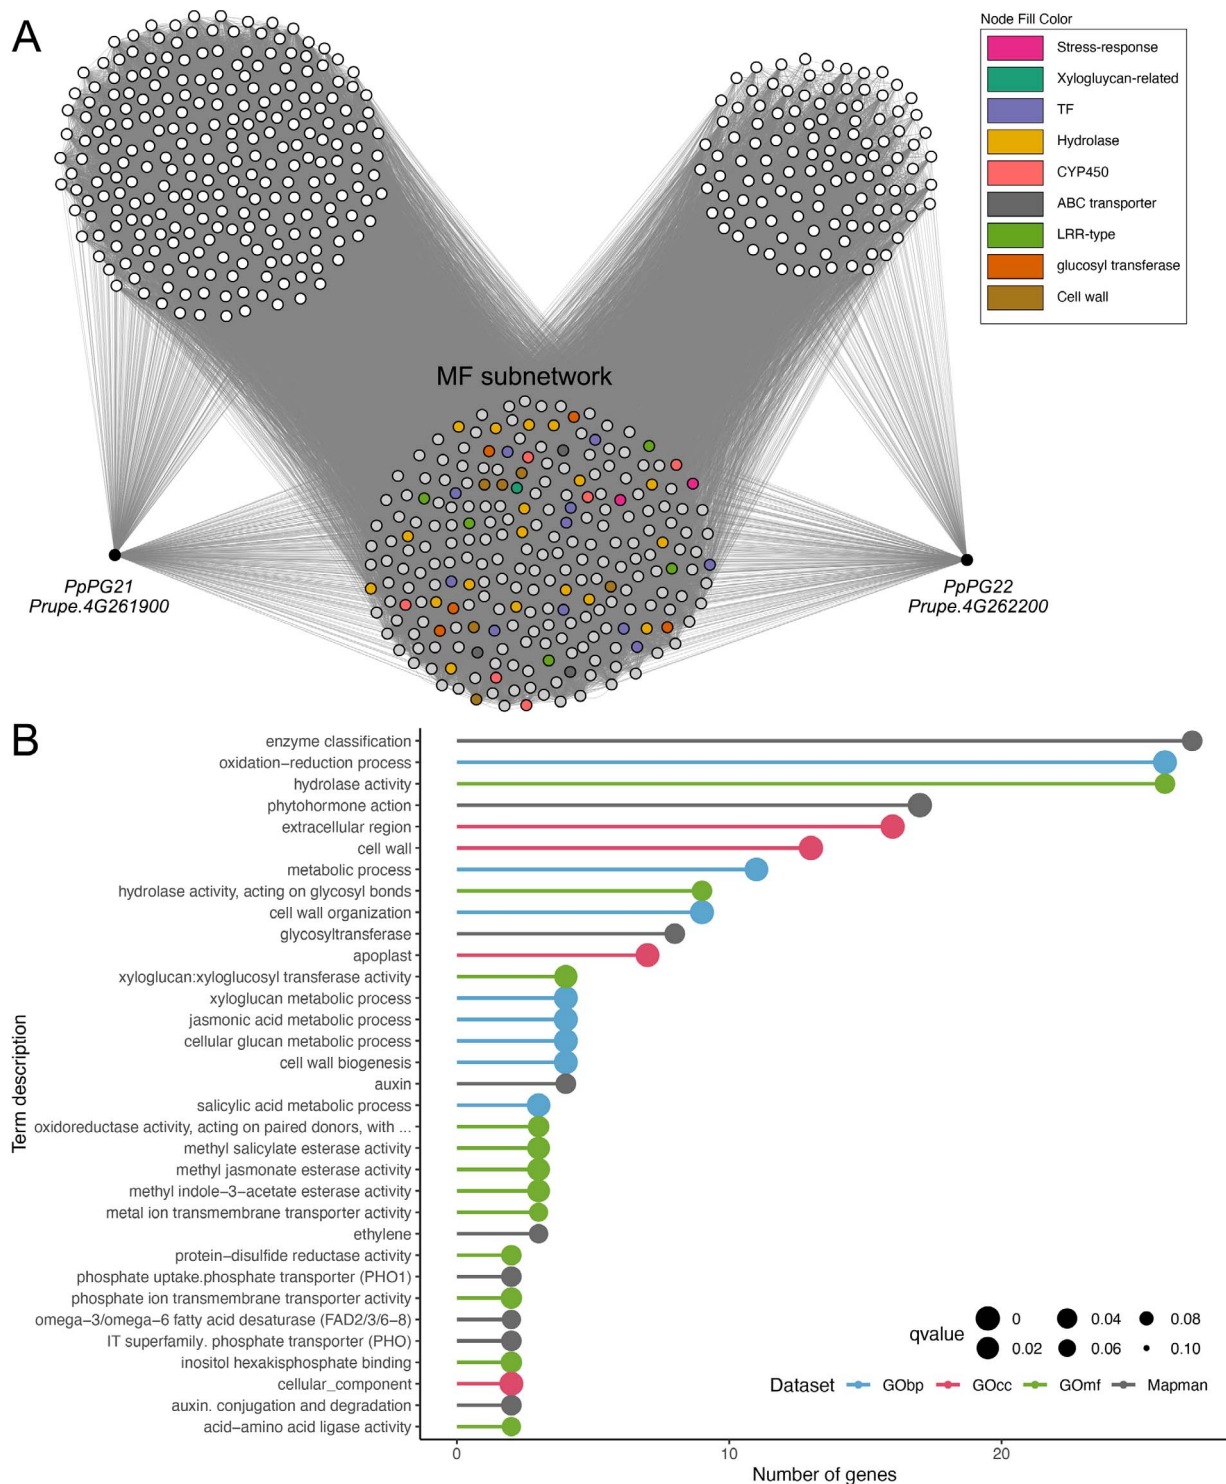 A
Node Fill Color
Stress-response
Xylogluycan-related
TF
Hydrolase
CYP450
ABC transporter
LRR-type
glucosyl transferase
Cell wall
MF subnetwork
PpPG21
Prupe.4G261900
PpPG22
Prupe.4G262200
B
Term description
enzyme classification
oxidation−reduction process
hydrolase activity
phytohormone action
extracellular region
cell wall
metabolic process
hydrolase activity, acting on glycosyl bonds
cell wall organization
glycosyltransferase
apoplast
xyloglucan:xyloglucosyl transferase activity
xyloglucan metabolic process
jasmonic acid metabolic process
cellular glucan metabolic process
cell wall biogenesis
auxin
salicylic acid metabolic process
oxidoreductase activity, acting on paired donors, with ...
methyl salicylate esterase activity
methyl jasmonate esterase activity
methyl indole−3−acetate esterase activity
metal ion transmembrane transporter activity
ethylene
protein−disulfide reductase activity
phosphate uptake.phosphate transporter (PHO1)
phosphate ion transmembrane transporter activity
omega−3/omega−6 fatty acid desaturase (FAD2/3/6−8)
IT superfamily. phosphate transporter (PHO)
inositol hexakisphosphate binding
cellular_component
auxin. conjugation and degradation
acid−amino acid ligase activity
qvalue
0 0.04 0.08
0.02 0.06 0.10
Dataset GObp GOcc GOmf Mapman
0 10 20
Number of genes